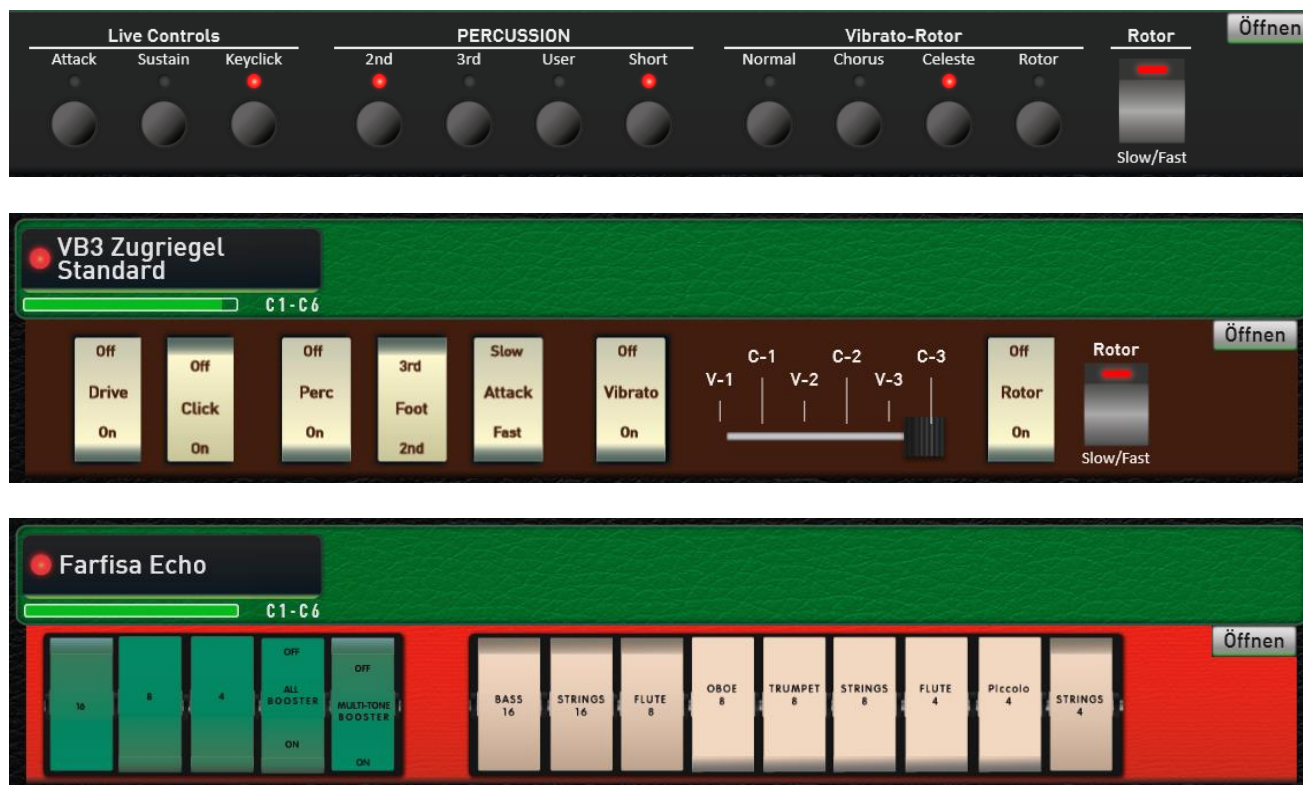 Live Controls PERCUSSION Vibrato-Rotor Rotor Öffnen
Attack Sustain Keyclick 2nd 3rd User Short Normal Chorus Celeste Rotor
Slow/Fast
VB3 Zugriegel
Standard
C1-C6
Öffnen
Off Off Off 3rd Slow Off C-1 C-2 C-3 Off Rotor
V-1 V-2 V-3
Drive Click Perc Foot Attack Vibrato Rotor
On On On 2nd Fast On On
Slow/Fast
Farfisa Echo
C1-C6
Öffnen
16 8 4
OFF
ALL
BOOSTER
ON
OFF
MULTI-TONE
BOOSTER
ON
BASS
16
STRINGS
16
FLUTE
8
OBOE
8
TRUMPET
8
STRINGS
8
FLUTE
4
Piccolo
4
STRINGS
4